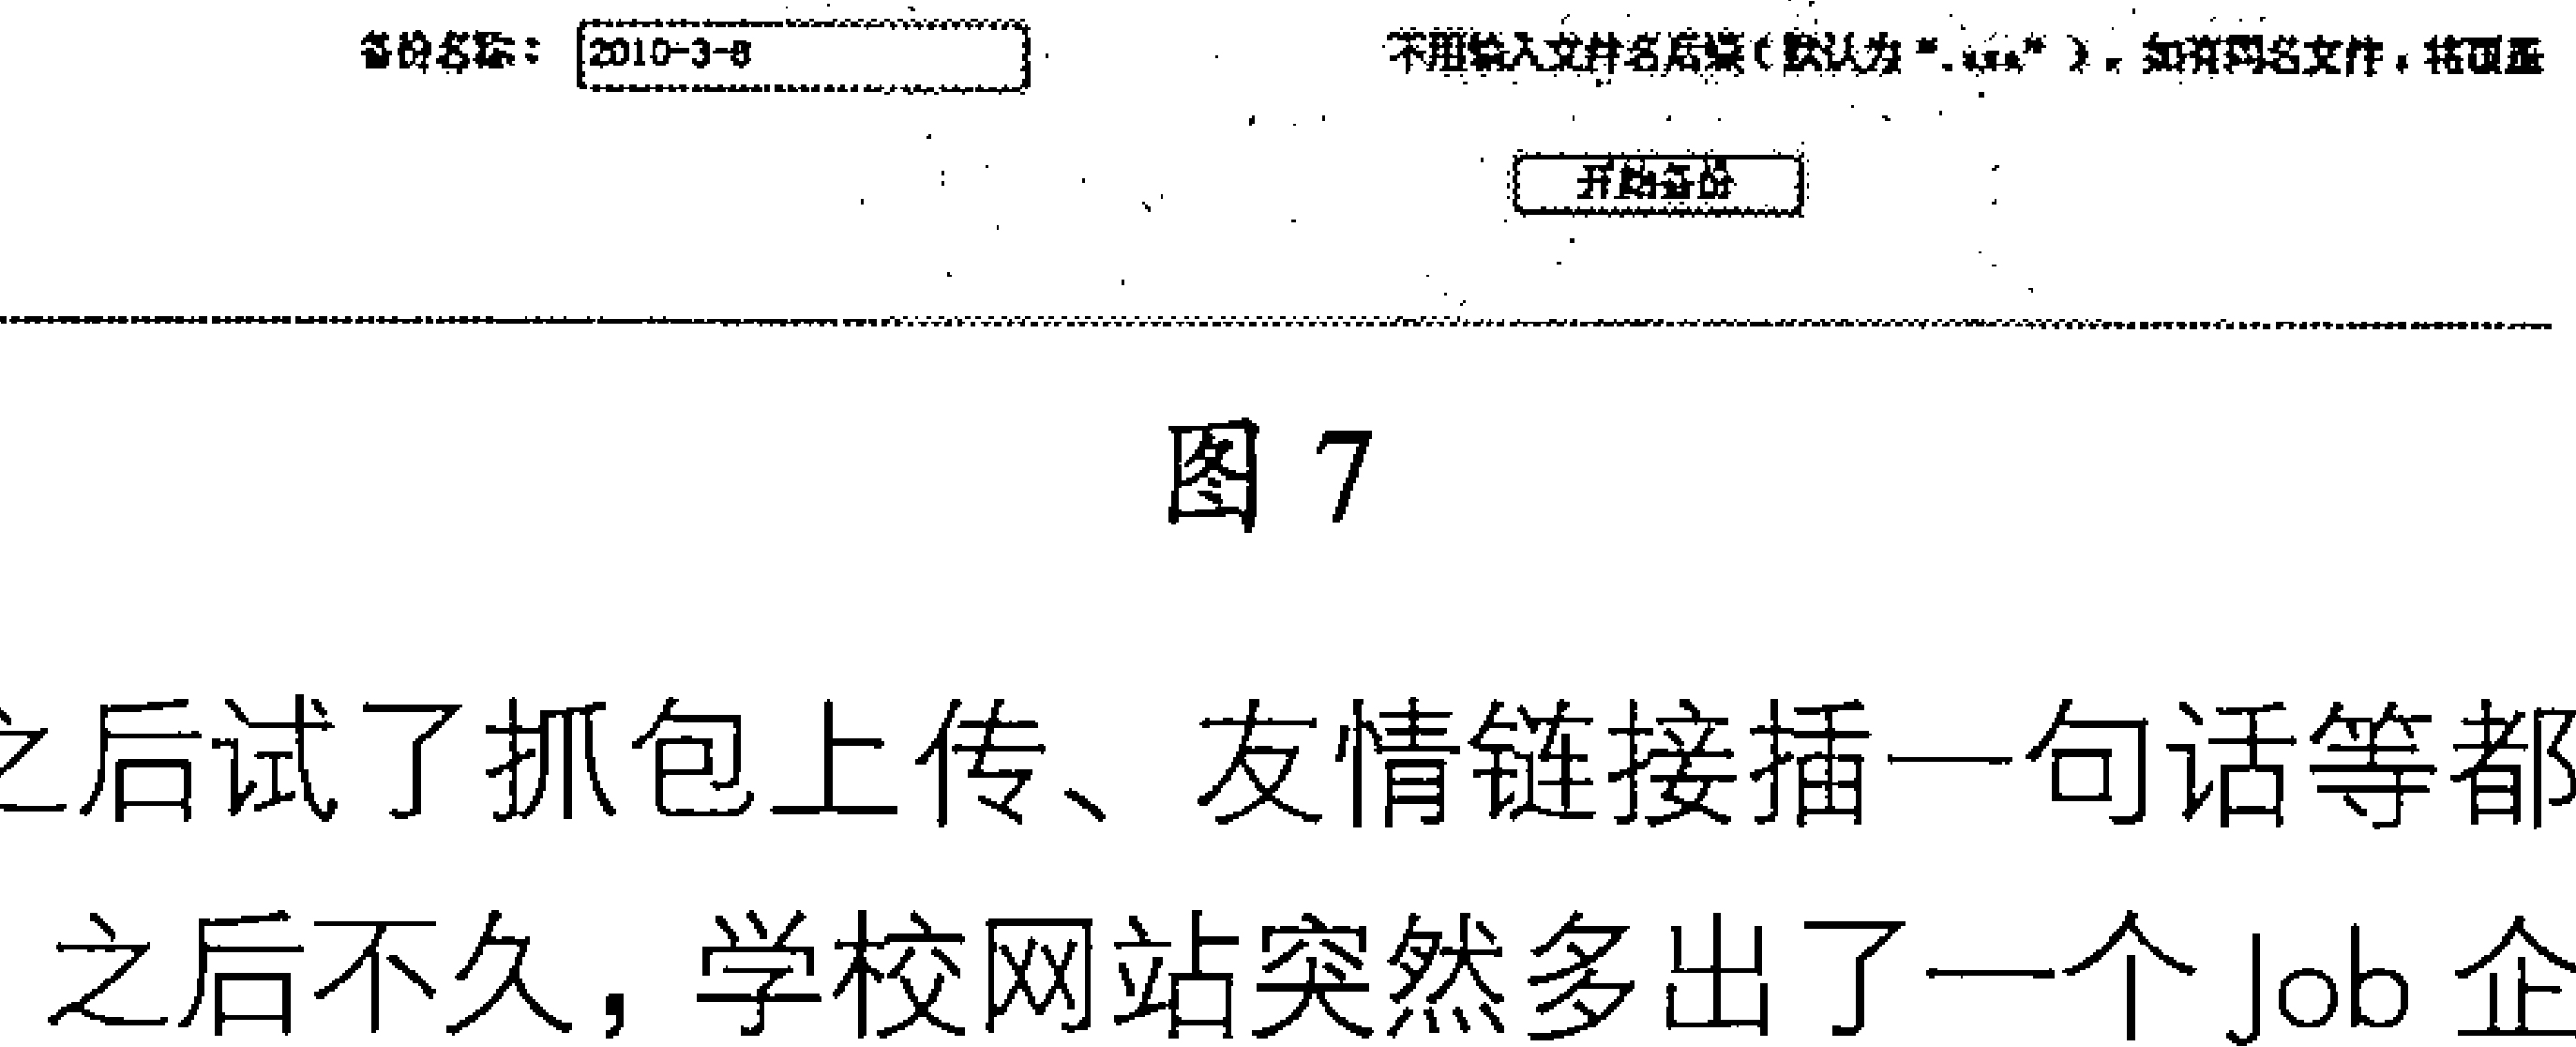 备份名称： 2010-3-8 不用输入文件名后缀（默认为 ），如有同名文件，将覆盖
开始备份
图 7
之后试了抓包上传、友情链接插一句话等都
之后不久，学校网站突然多出了一个Job 企